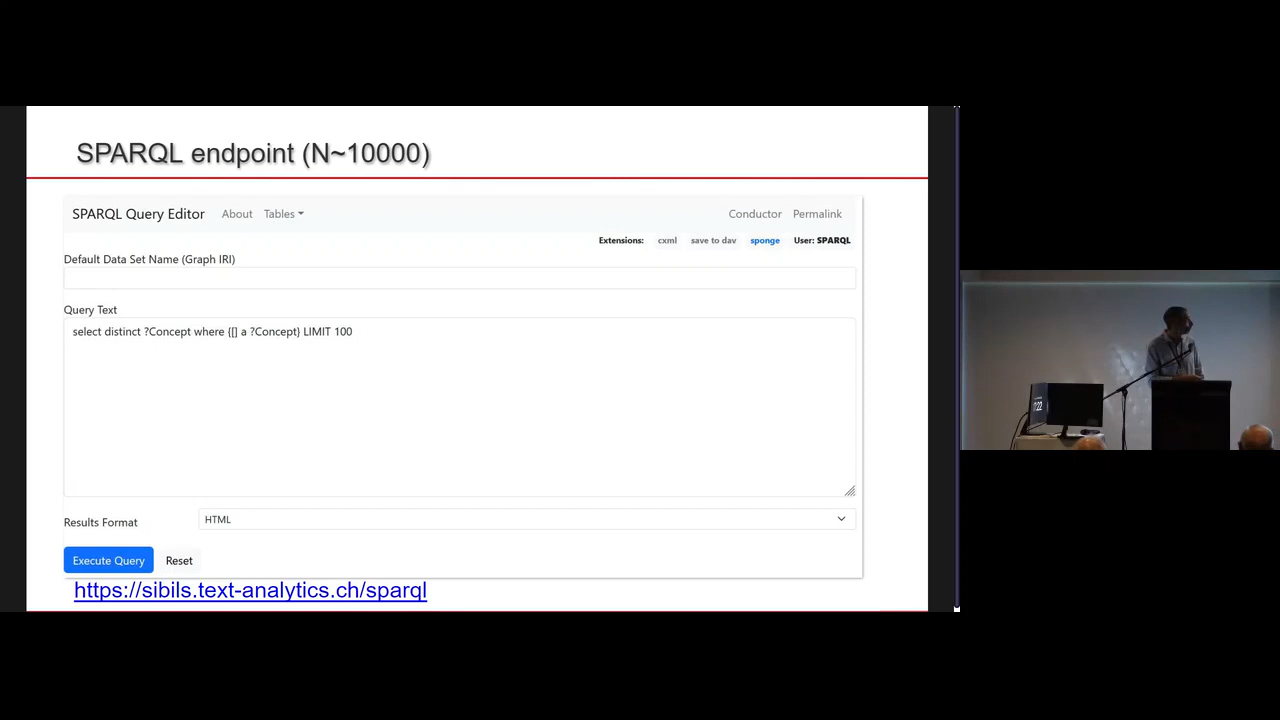 SPARQL endpoint (N~10000)
SPARQL Query Editor About Tables Conductor Permalink
Extensions: cxml save to dav sponge User: SPARQL
Default Data Set Name (Graph IRI)
Query Text
select distinct ?Concept where {[] a ?Concept} LIMIT 100
Results Format HTML
Execute Query Reset
https://sibils.text-analytics.ch/sparql